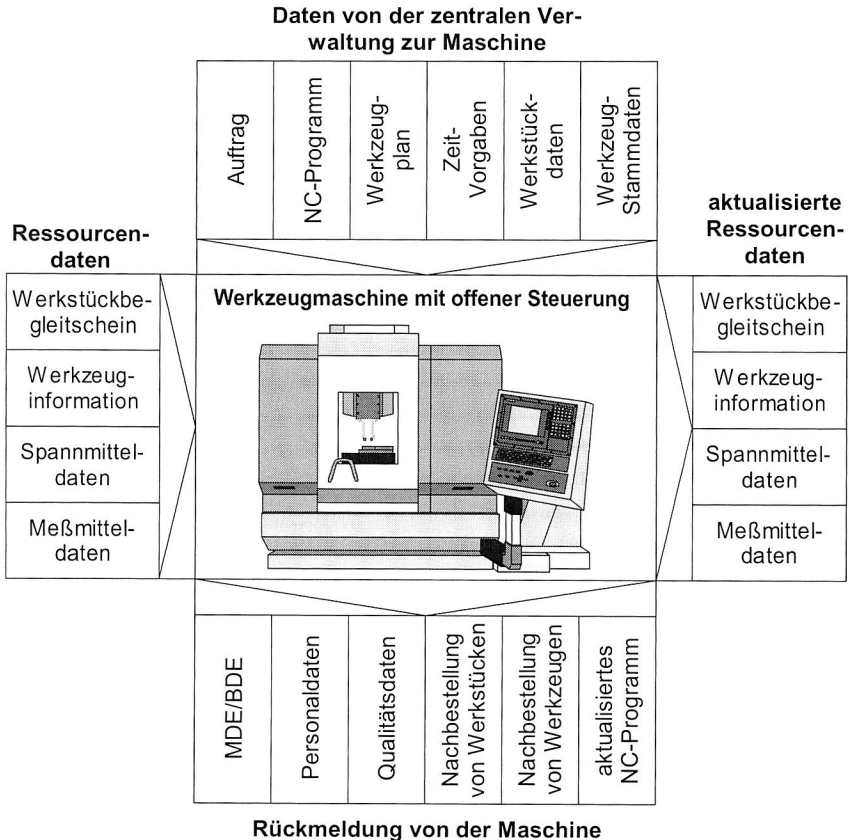 Daten von der zentralen Ver-
waltung zur Maschine
Auftrag
NC-Programm
Werkzeug-
plan
Zeit-
Vorgaben
Werkstück-
daten
Werkzeug-
Stammdaten
Ressourcen-
daten
Werkstückbe-
gleitschein
Werkzeug-
information
Spannmittel-
daten
Meßmittel-
daten
Werkzeugmaschine mit offener Steuerung
aktualisierte
Ressourcen-
daten
Werkstückbe-
gleitschein
Werkzeug-
information
Spannmittel-
daten
Meßmittel-
daten
MDE/BDE
Personaldaten
Qualitätsdaten
Nachbestellung
von Werkstücken
Nachbestellung
von Werkzeugen
aktualisiertes
NC-Programm
Rückmeldung von der Maschine